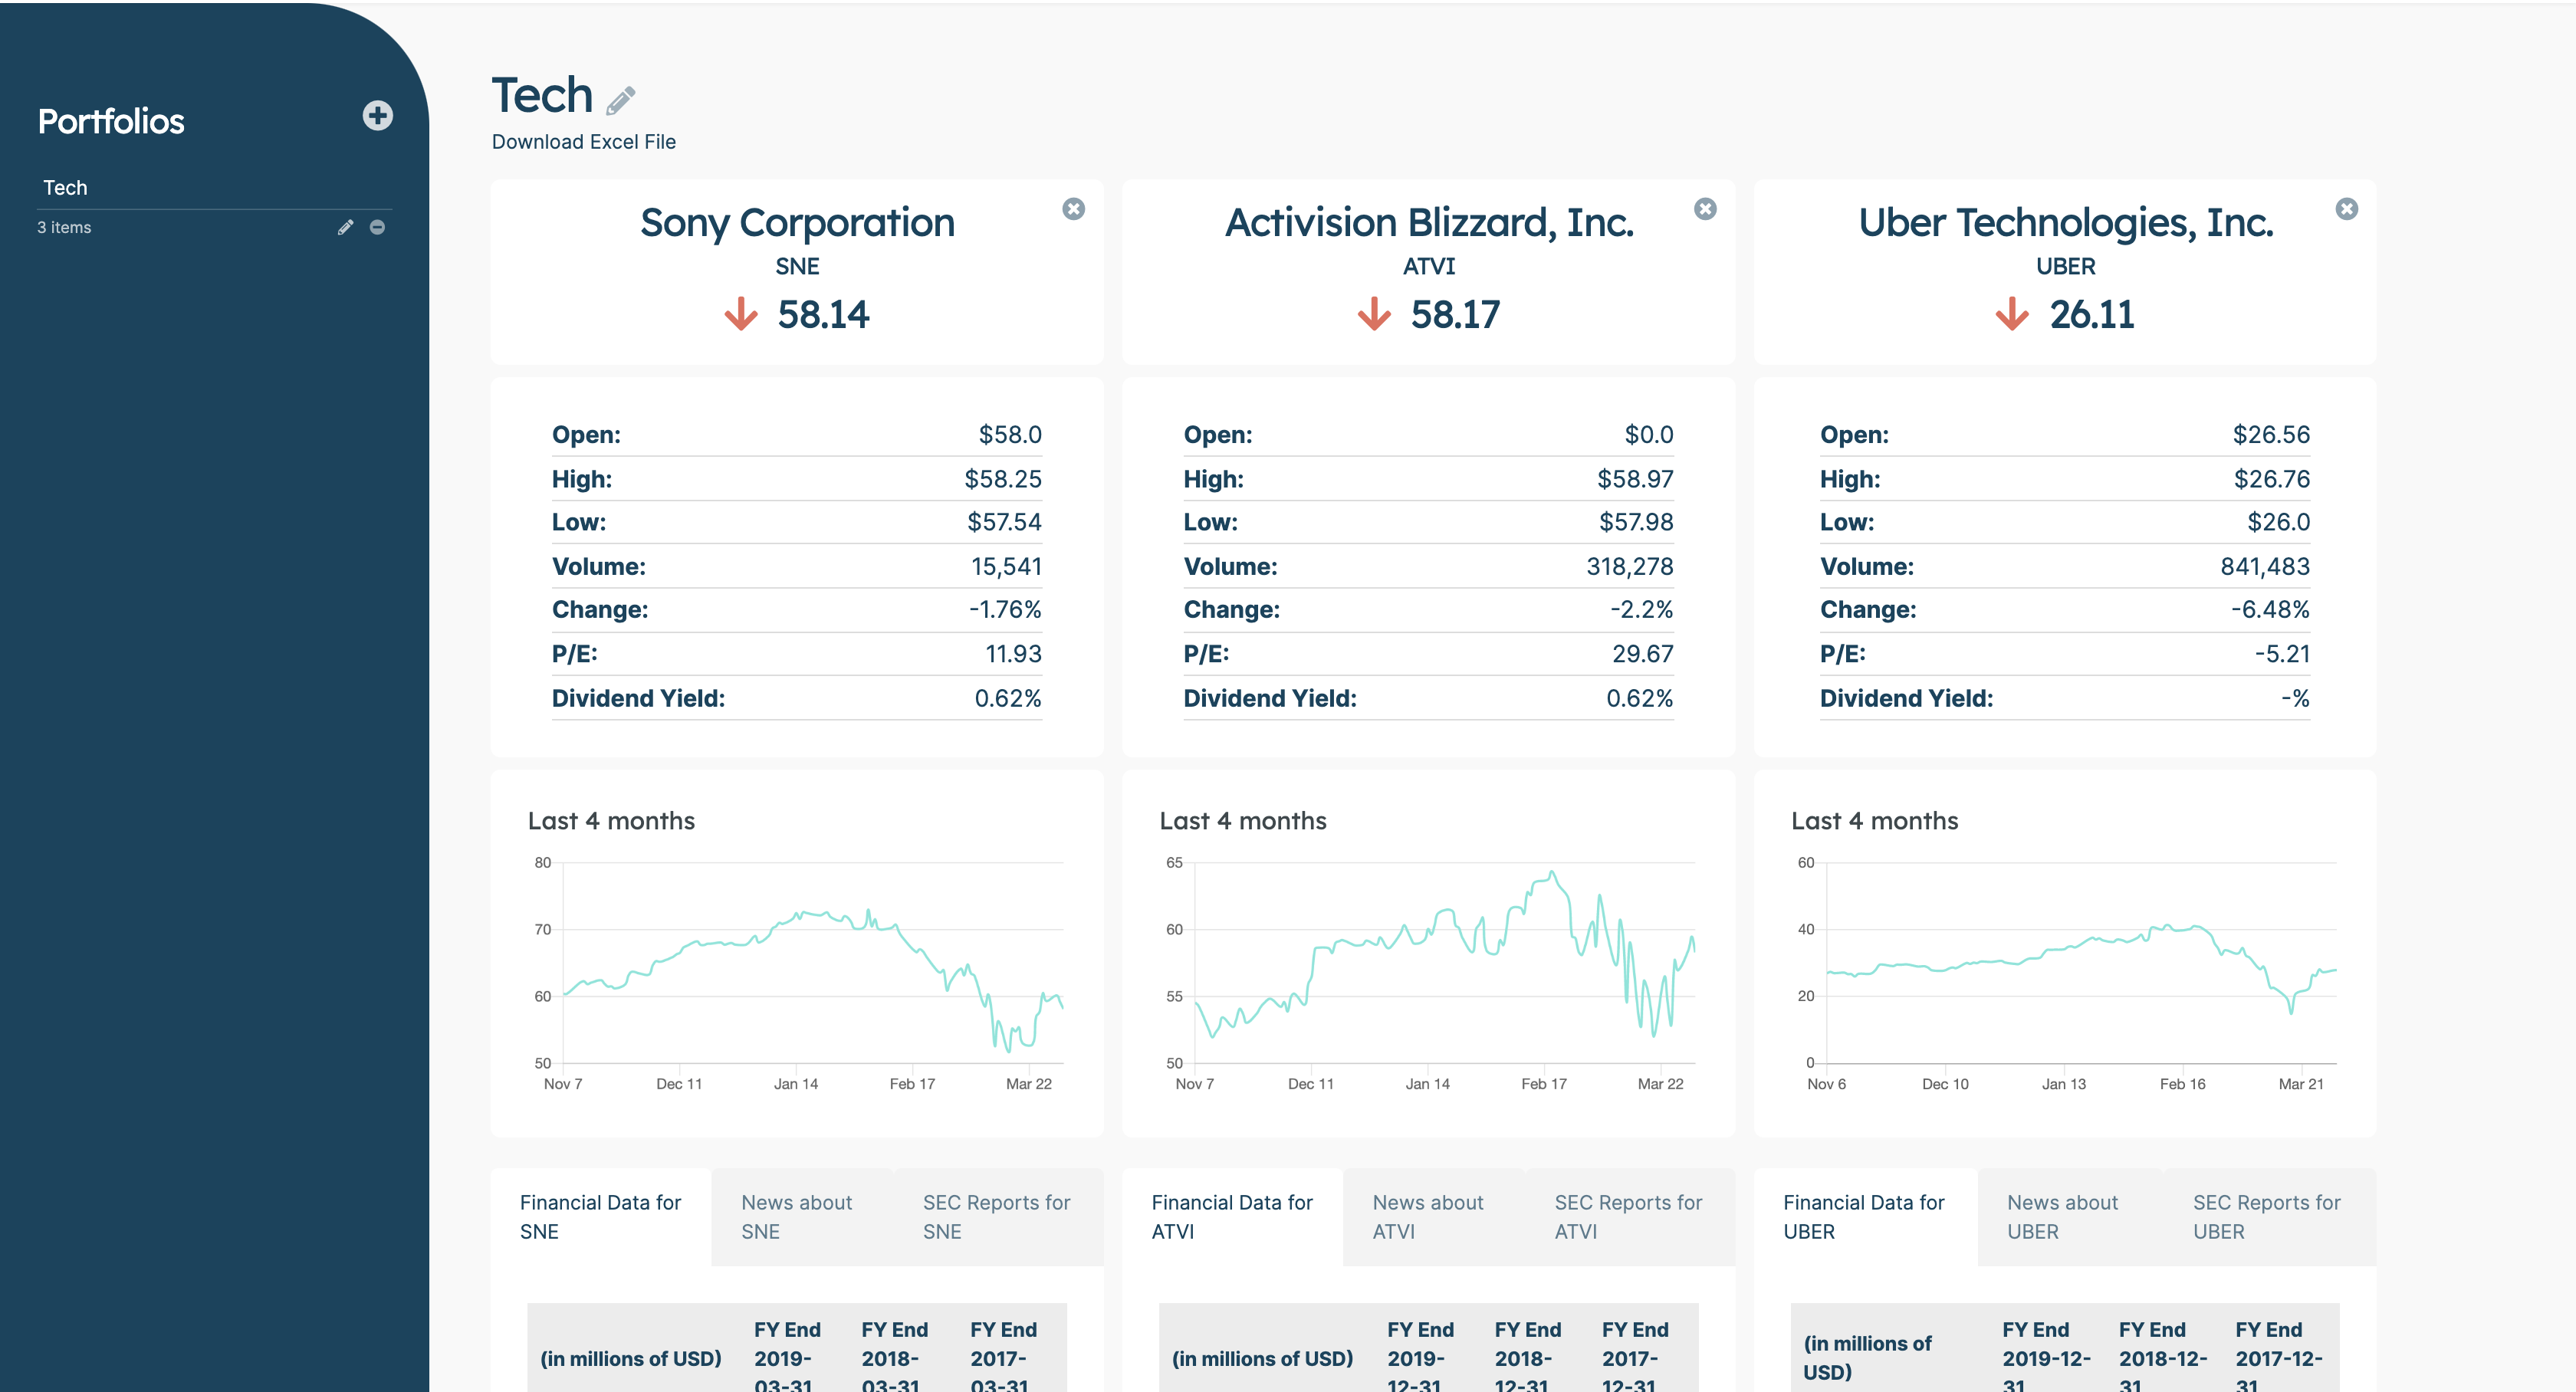 Portfolios
Tech
3 items
Tech
Download Excel File
Sony Corporation
SNE
58.14
Open: $58.0
High: $58.25
Low: $57.54
Volume: 15,541
Change: -1.76%
P/E: 11.93
Dividend Yield: 0.62%
Last 4 months
80
70
60
50
Nov 7 Dec 11 Jan 14 Feb 17 Mar 22
Financial Data for SNE
News about SNE
SEC Reports for SNE
(in millions of USD)
FY End 2019-03-31
FY End 2018-03-31
FY End 2017-03-31
Activision Blizzard, Inc.
ATVI
58.17
Open: $0.0
High: $58.97
Low: $57.98
Volume: 318,278
Change: -2.2%
P/E: 29.67
Dividend Yield: 0.62%
Last 4 months
65
60
55
50
Nov 7 Dec 11 Jan 14 Feb 17 Mar 22
Financial Data for ATVI
News about ATVI
SEC Reports for ATVI
(in millions of USD)
FY End 2019-12-31
FY End 2018-12-31
FY End 2017-12-31
Uber Technologies, Inc.
UBER
26.11
Open: $26.56
High: $26.76
Low: $26.0
Volume: 841,483
Change: -6.48%
P/E: -5.21
Dividend Yield: -%
Last 4 months
60
40
20
0
Nov 6 Dec 10 Jan 13 Feb 16 Mar 21
Financial Data for UBER
News about UBER
SEC Reports for UBER
(in millions of USD)
FY End 2019-12-31
FY End 2018-12-31
FY End 2017-12-31